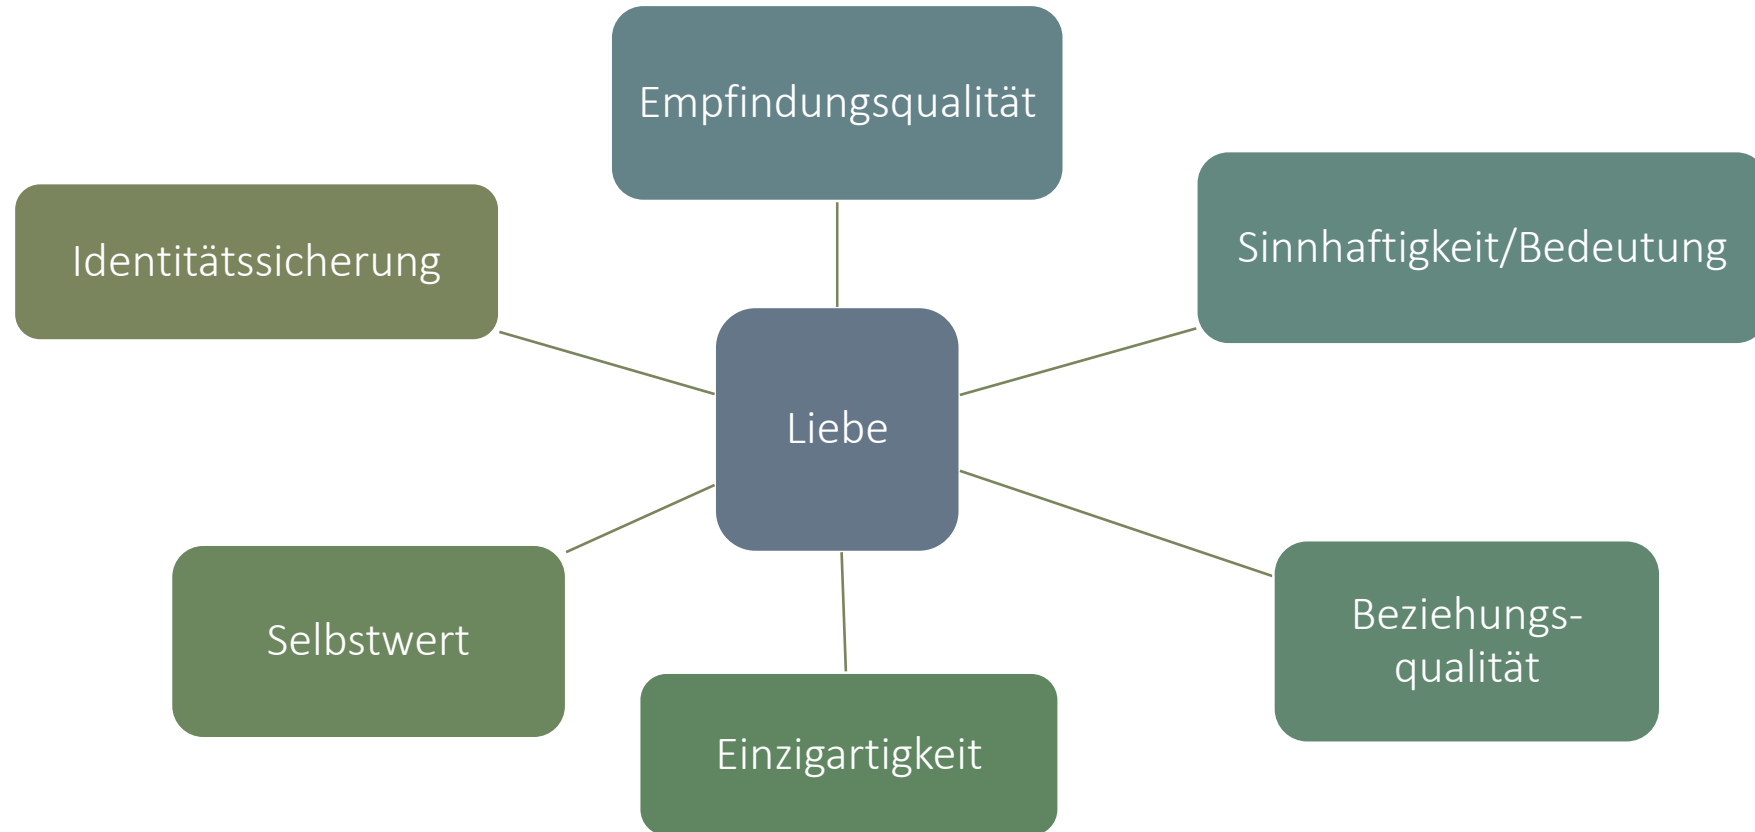 Empfindungsqualität
Identitätssicherung
Sinnhaftigkeit/Bedeutung
Liebe
Selbstwert
Beziehungs-
qualität
Einzigartigkeit